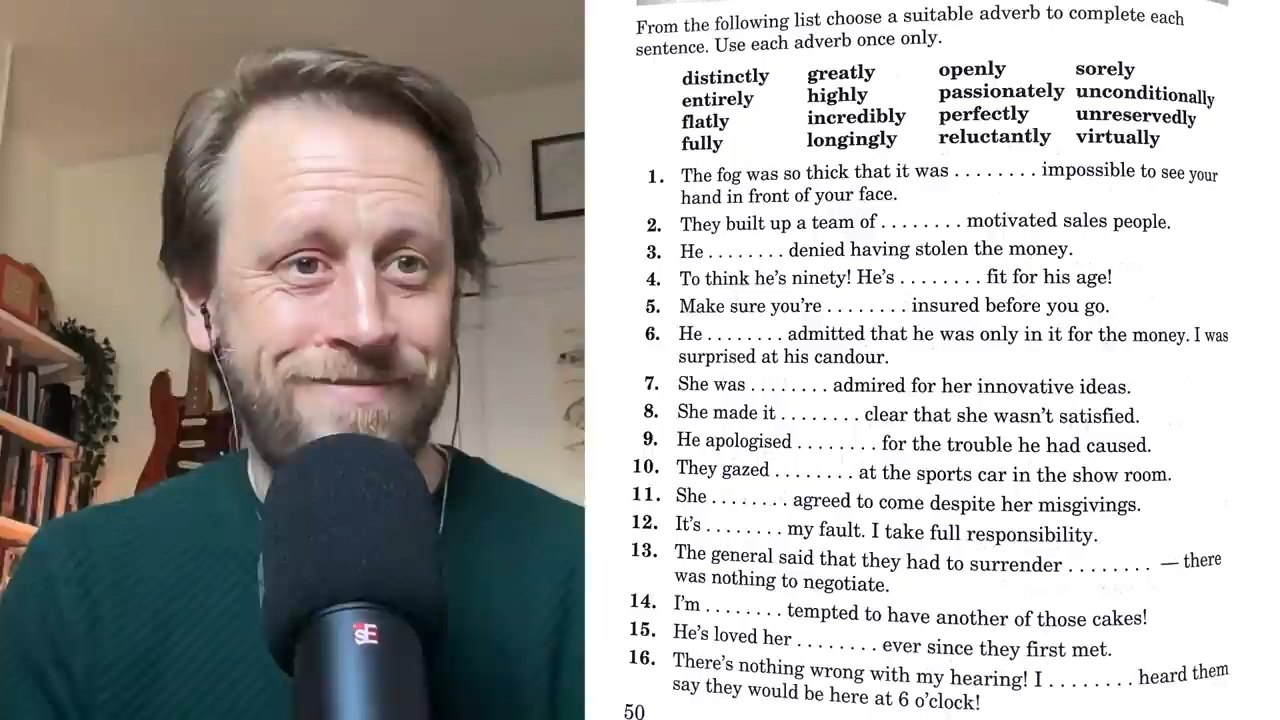 From the following list choose a suitable adverb to complete each
sentence. Use each adverb once only.
distinctly greatly openly sorely
entirely highly passionately unconditionally
flatly incredibly perfectly unreservedly
fully longingly reluctantly virtually
1. The fog was so thick that it was . . . . . . . . impossible to see your
hand in front of your face.
2. They built up a team of . . . . . . . . motivated sales people.
3. He . . . . . . . . denied having stolen the money.
4. To think he's ninety! He's . . . . . . . . fit for his age!
5. Make sure you're . . . . . . . . insured before you go.
6. He . . . . . . . . admitted that he was only in it for the money. I was
surprised at his candour.
7. She was . . . . . . . . admired for her innovative ideas.
8. She made it . . . . . . . . clear that she wasn't satisfied.
9. He apologised . . . . . . . . for the trouble he had caused.
10. They gazed . . . . . . . . at the sports car in the show room.
11. She . . . . . . . . agreed to come despite her misgivings.
12. It's . . . . . . . . my fault. I take full responsibility.
13. The general said that they had to surrender . . . . . . . . — there
was nothing to negotiate.
14. I'm . . . . . . . . tempted to have another of those cakes!
15. He's loved her . . . . . . . . ever since they first met.
16. There's nothing wrong with my hearing! I . . . . . . . . heard them
say they would be here at 6 o'clock!
50
sE